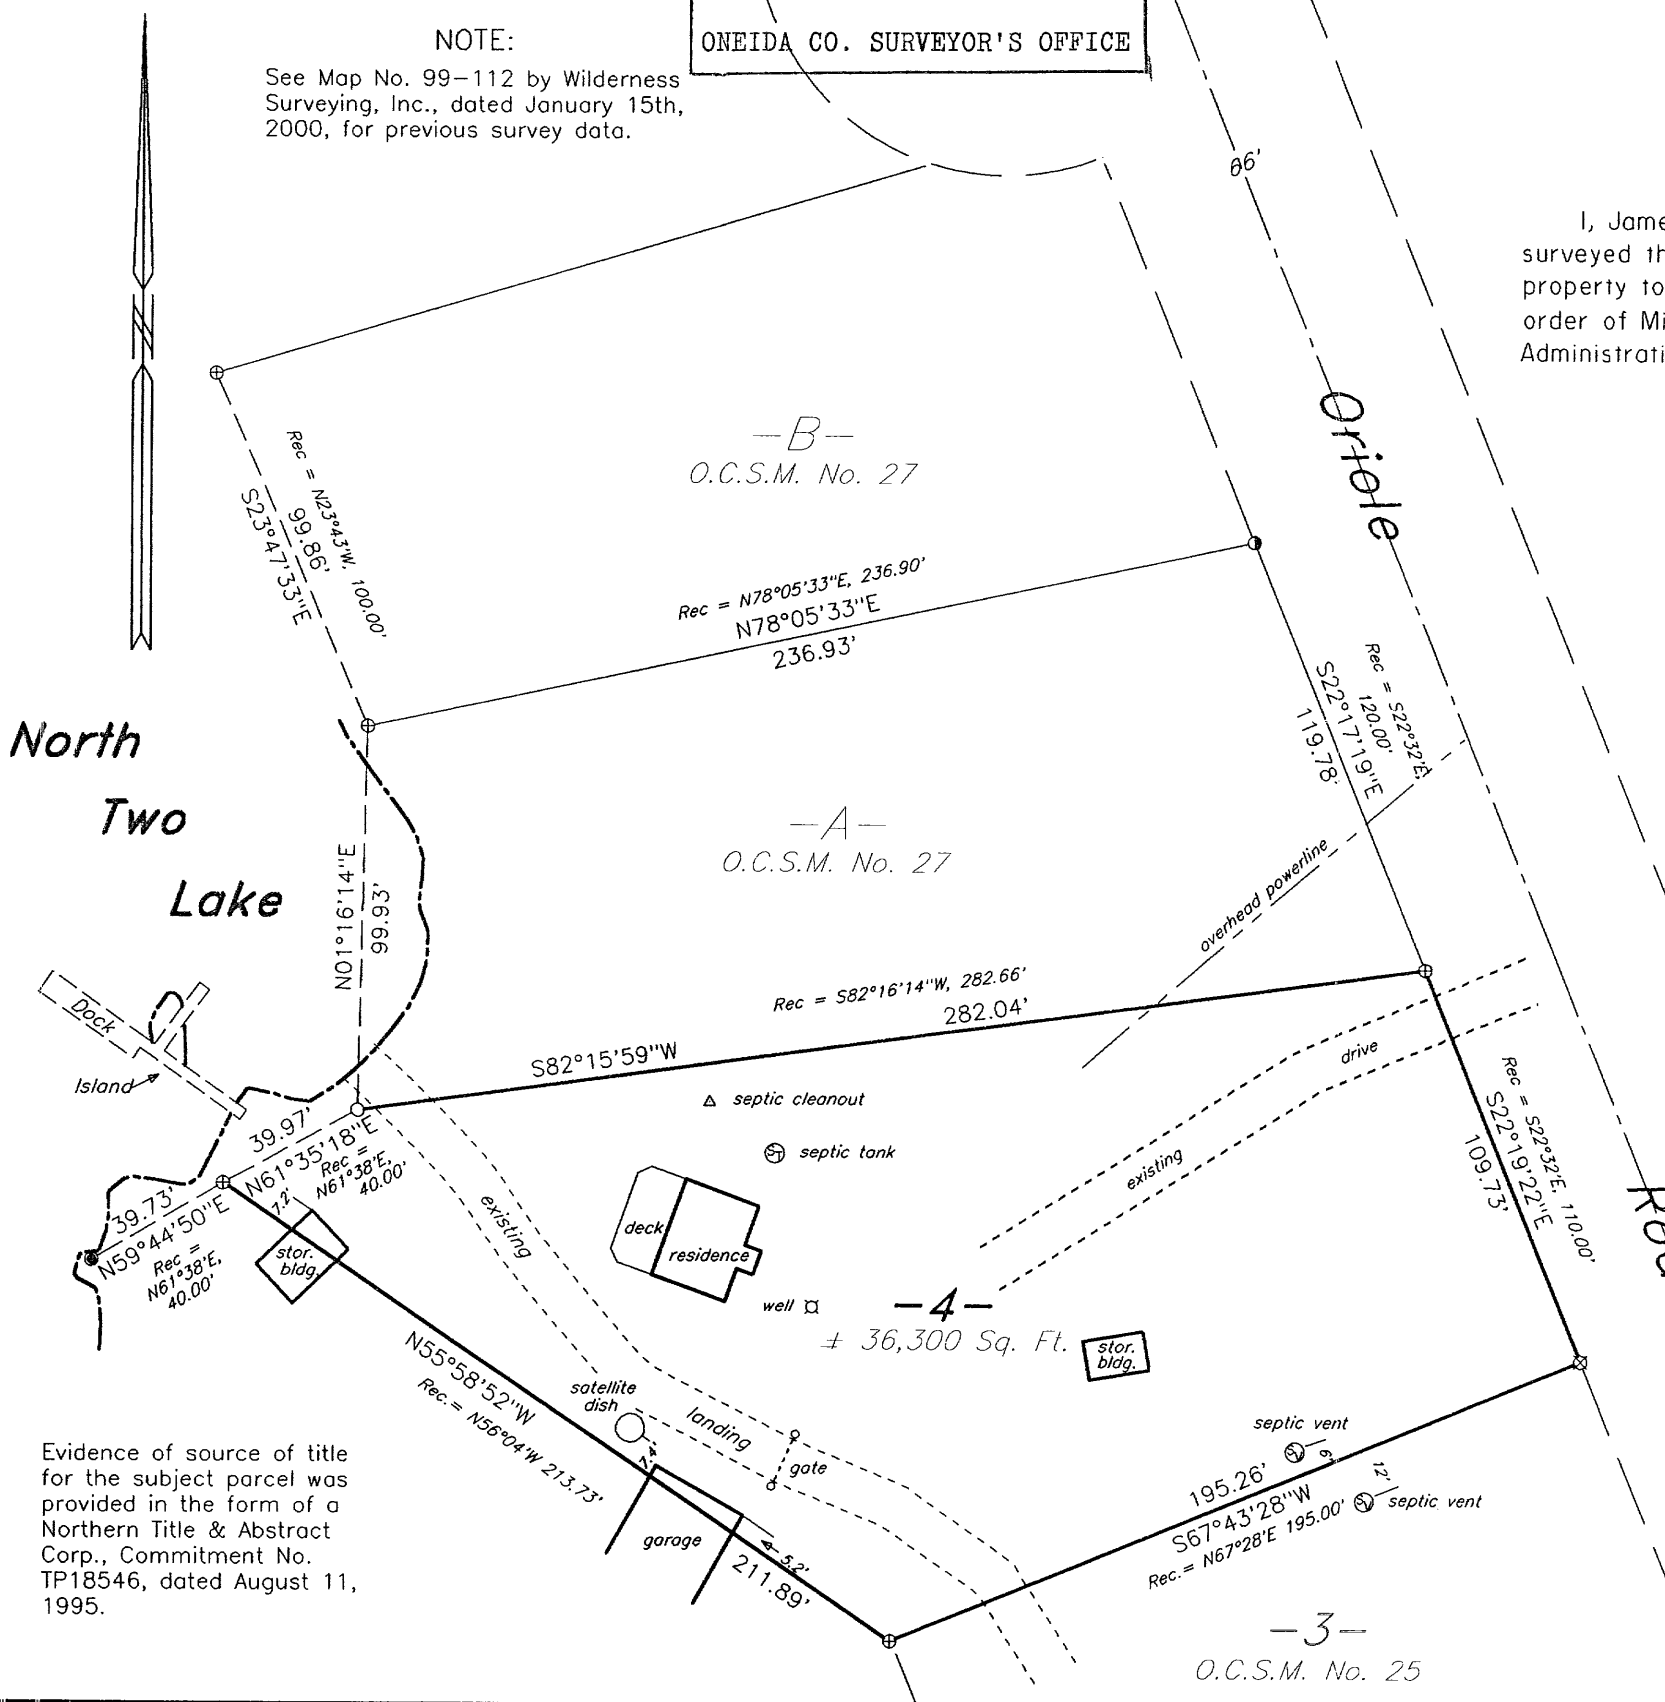 NOTE:
See Map No. 99-112 by Wilderness
Surveying, Inc., dated January 15th,
2000, for previous survey data.
ONEIDA CO. SURVEYOR'S OFFICE
66'
I, Jame
surveyed th
property to
order of Mi
Administrati
Oriole
-B-
O.C.S.M. No. 27
Rec = N23°43'W, 100.00'
99.86'
S23°47'33"E
Rec = N78°05'33"E, 236.90'
N78°05'33"E
236.93'
Rec = S22°32'E,
120.00'
S22°17'19"E
119.78'
North
Two
Lake
-A-
O.C.S.M. No. 27
N01°16'14"E
99.93'
overhead powerline
Rec = S82°16'14"W, 282.66'
282.04'
S82°15'59"W
Dock
Island
drive
existing
septic cleanout
septic tank
ST
Rec = S22°32'E, 110.00'
S22°19'22"E
109.73'
39.97'
N61°35'18"E
Rec =
N61°38'E,
40.00'
39.73'
N59°44'50"E
Rec =
N61°38'E,
40.00'
7.2'
stor.
bldg.
existing
deck
residence
well
-4-
± 36,300 Sq. Ft.
stor.
bldg.
N55°58'52"W
Rec. = N56°04'W 213.73'
satellite
dish
landing
gate
garage
5.2'
211.89'
septic vent
SV
6'
195.26'
S67°43'28"W
Rec. = N67°28'E 195.00'
12'
SV
septic vent
Evidence of source of title
for the subject parcel was
provided in the form of a
Northern Title & Abstract
Corp., Commitment No.
TP18546, dated August 11,
1995.
-3-
O.C.S.M. No. 25